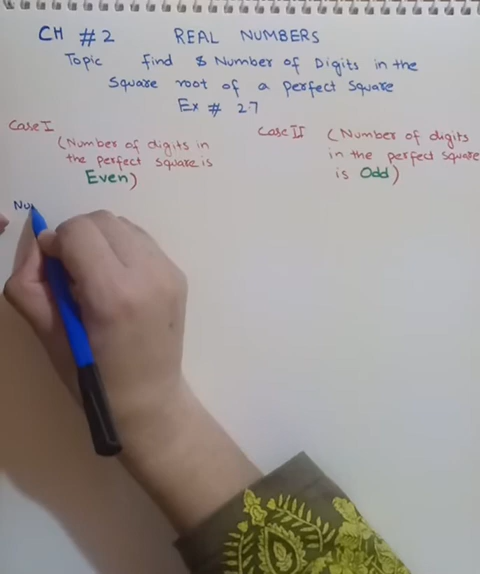 CH # 2 REAL NUMBERS
Topic find Number of Digits in the
Square root of a perfect Square
Ex # 27
Case I
(Number of digits in
the perfect square is
Even)
Case II (Number of digits
in the perfect square
is Odd)